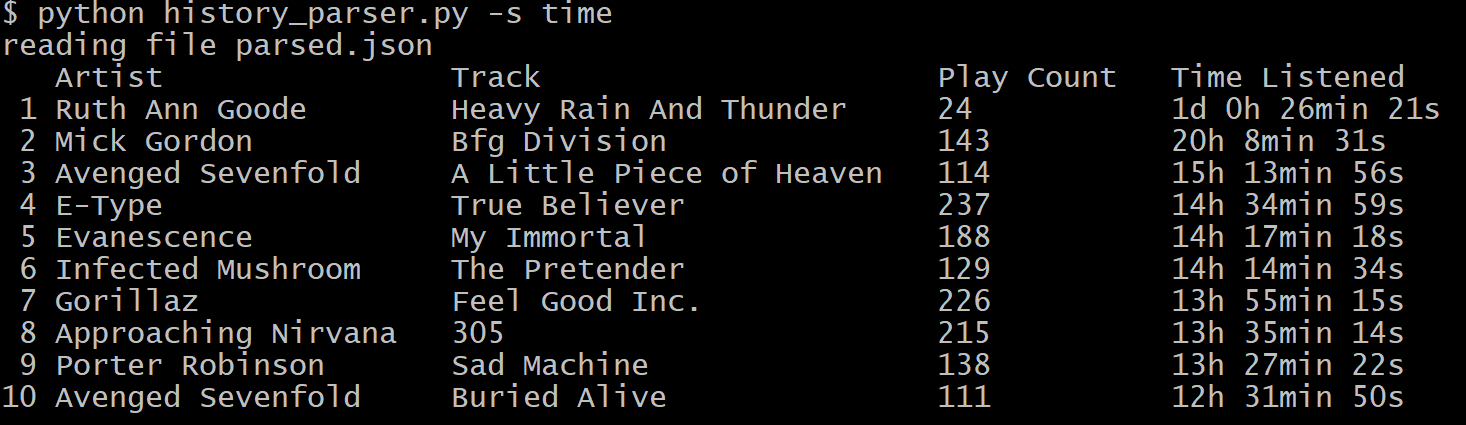 $ python history_parser.py -s time
reading file parsed.json
   Artist                Track                      Play Count   Time Listened
 1 Ruth Ann Goode        Heavy Rain And Thunder     24           1d 0h 26min 21s
 2 Mick Gordon           Bfg Division               143          20h 8min 31s
 3 Avenged Sevenfold     A Little Piece of Heaven   114          15h 13min 56s
 4 E-Type                True Believer              237          14h 34min 59s
 5 Evanescence           My Immortal                188          14h 17min 18s
 6 Infected Mushroom     The Pretender              129          14h 14min 34s
 7 Gorillaz              Feel Good Inc.             226          13h 55min 15s
 8 Approaching Nirvana   305                        215          13h 35min 14s
 9 Porter Robinson       Sad Machine                138          13h 27min 22s
10 Avenged Sevenfold     Buried Alive               111          12h 31min 50s